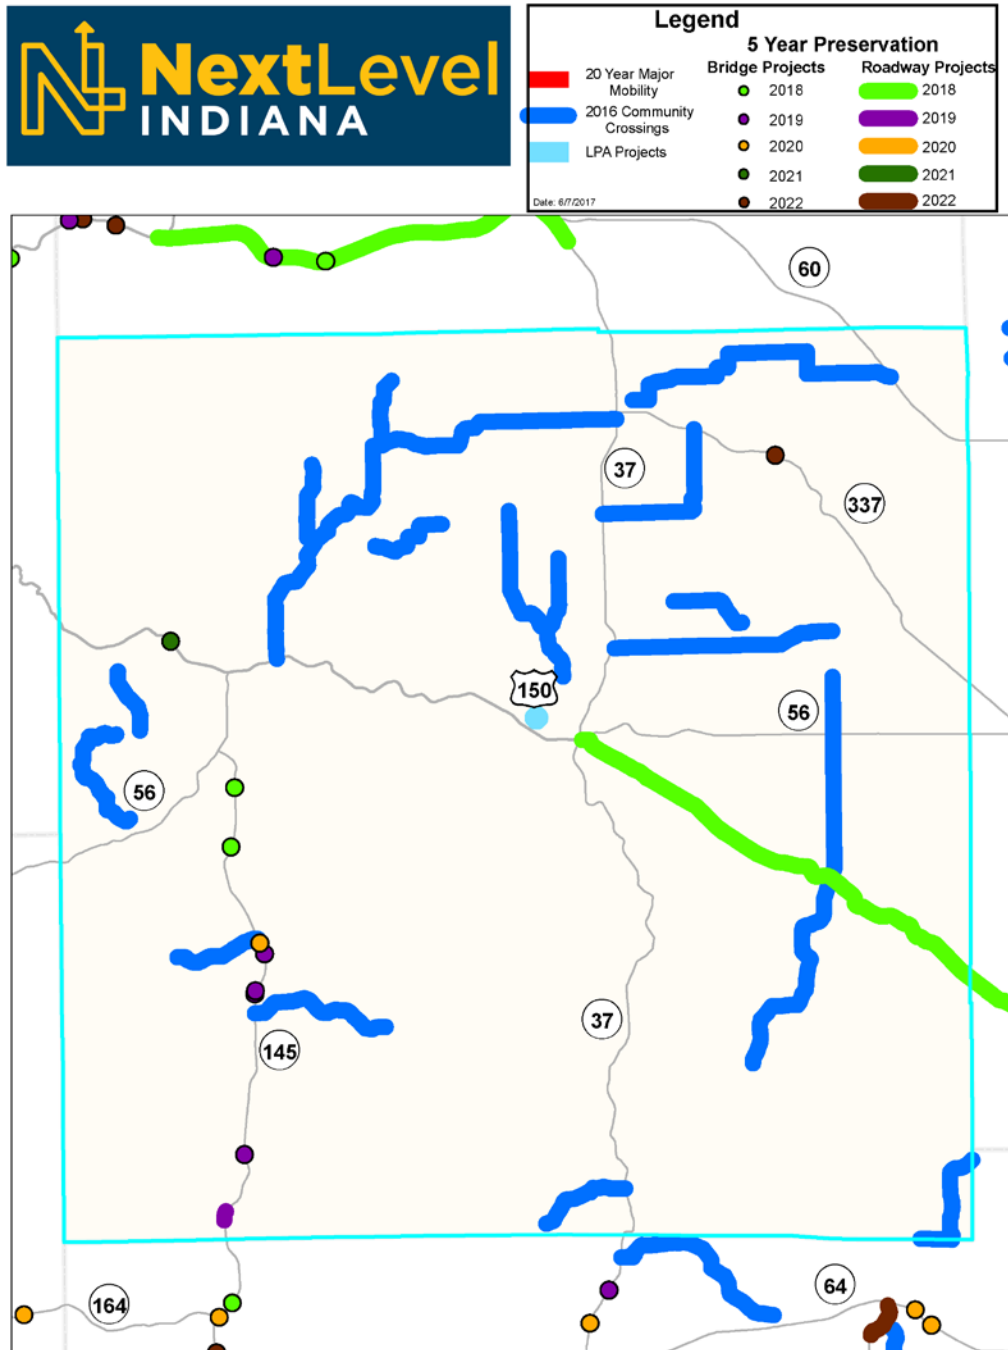 NextLevel
INDIANA
Legend
5 Year Preservation
Bridge Projects
Roadway Projects
20 Year Major
Mobility
2016 Community
Crossings
LPA Projects
2018
2019
2020
2021
2022
2018
2019
2020
2021
2022
Date: 6/7/2017
60
37
337
150
56
56
37
145
164
64